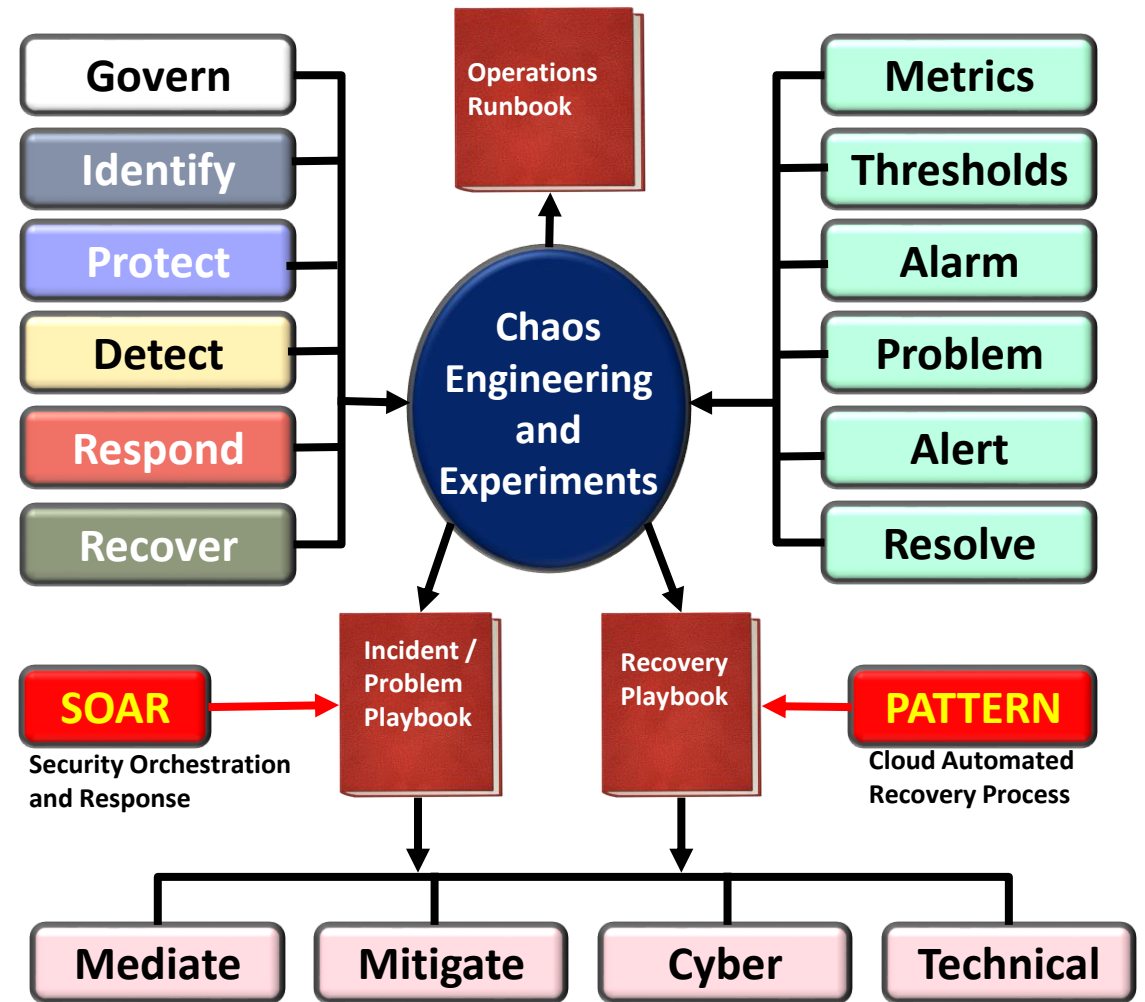 Govern
Identify
Protect
Detect
Respond
Recover
Operations
Runbook
Metrics
Thresholds
Alarm
Problem
Alert
Resolve
Chaos
Engineering
and
Experiments
Incident /
Problem
Playbook
Recovery
Playbook
SOAR
Security Orchestration
and Response
PATTERN
Cloud Automated
Recovery Process
Mediate
Mitigate
Cyber
Technical